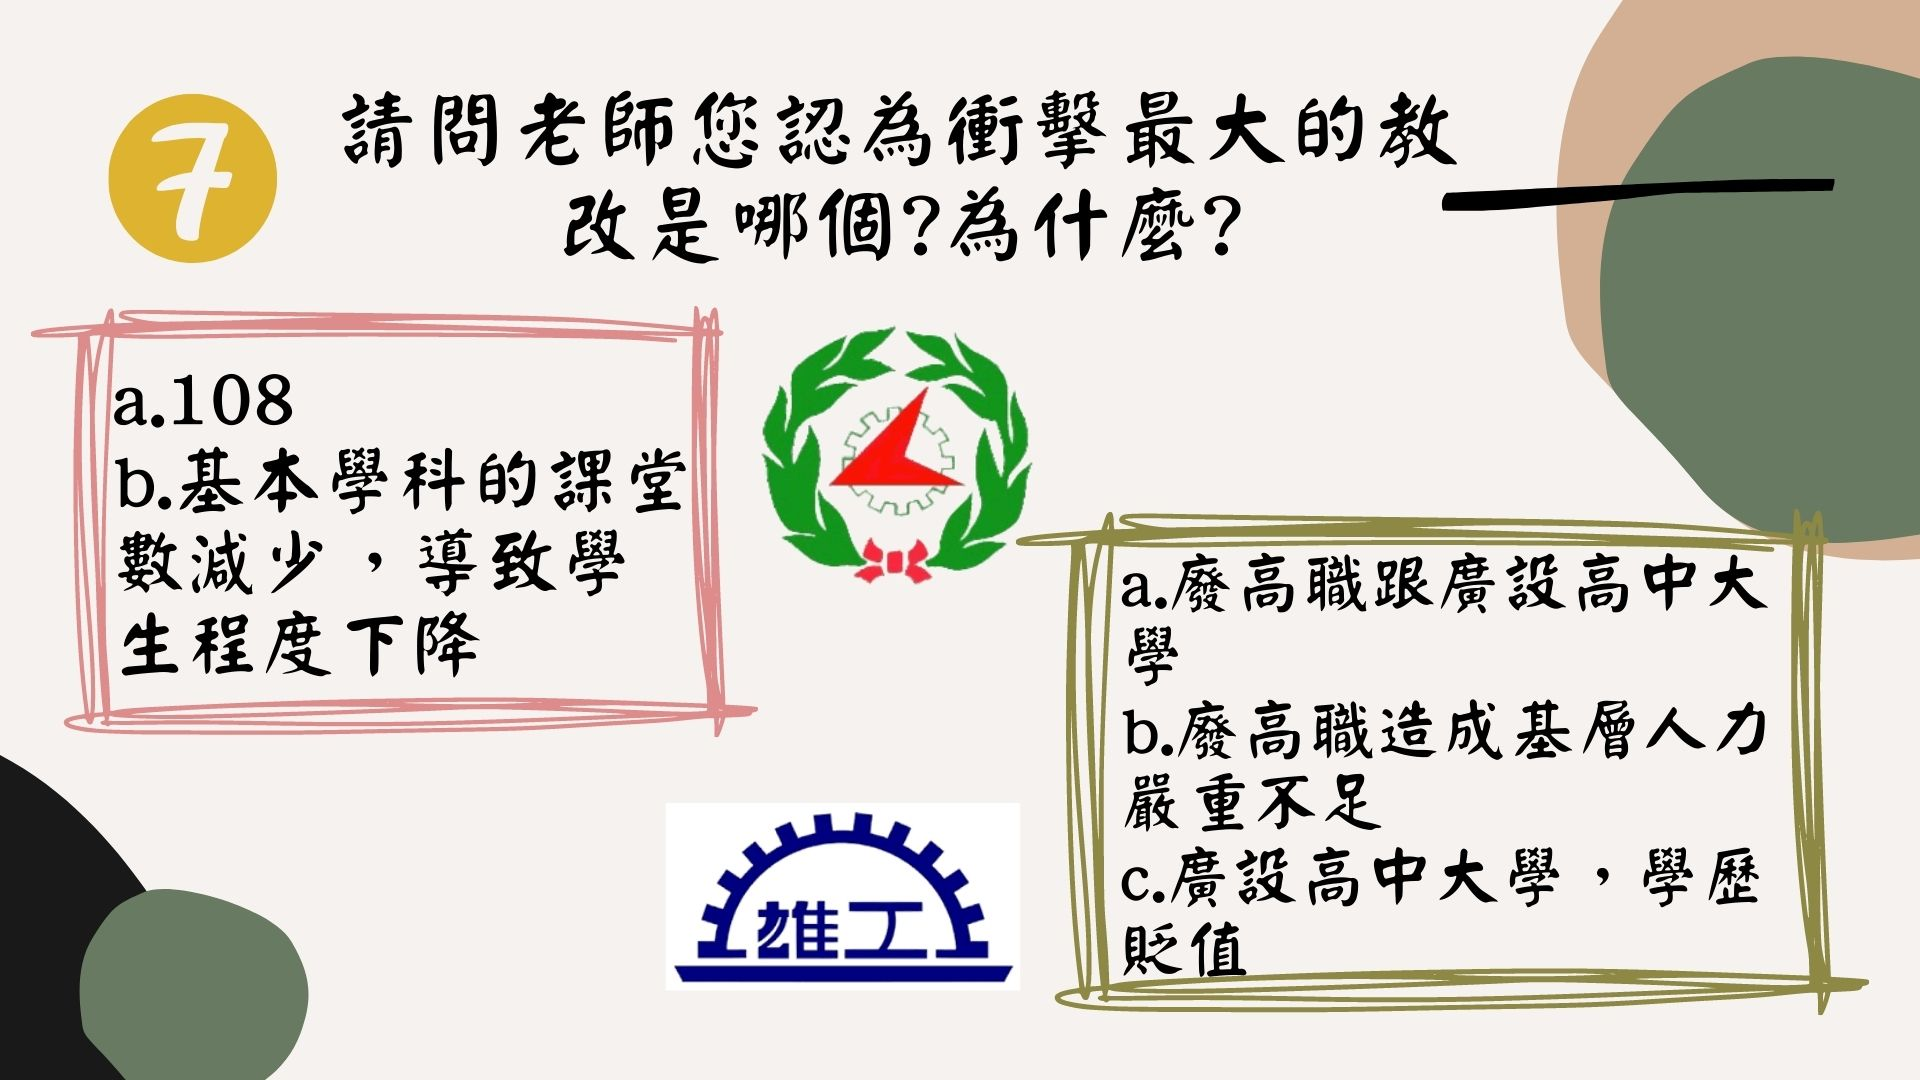 7
請問老師您認為衝擊最大的教
改是哪個?為什麼?
a.108
b.基本學科的課堂
數減少，導致學
生程度下降
a.廢高職跟廣設高中大
學
b.廢高職造成基層人力
嚴重不足
c.廣設高中大學，學歷
貶值
雄工